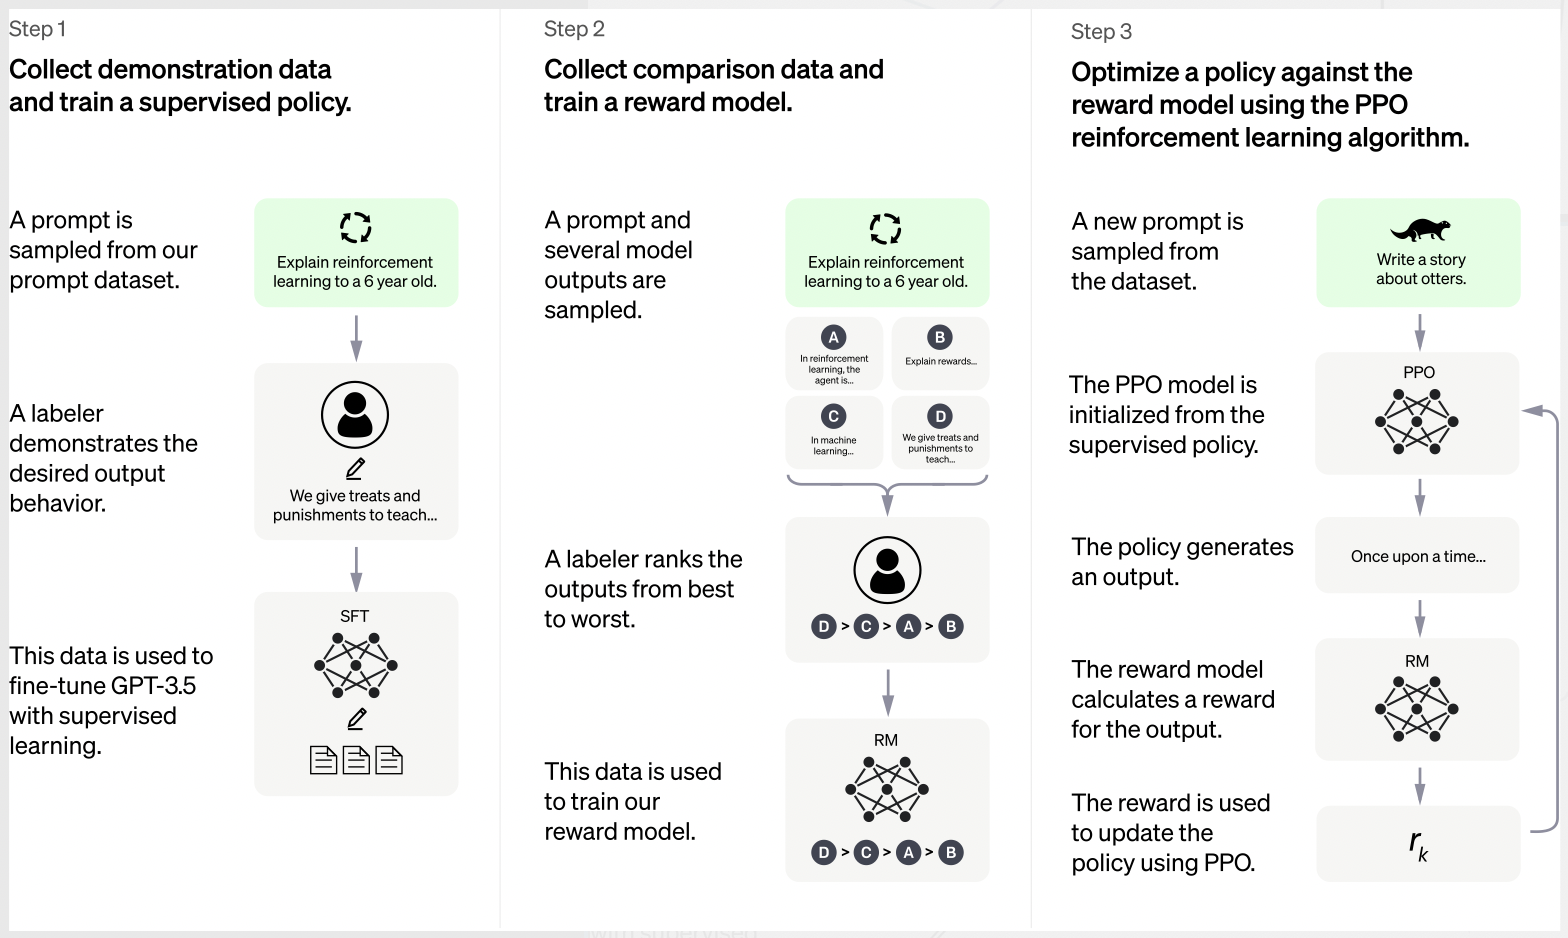 Step 1
Collect demonstration data
and train a supervised policy.
A prompt is
sampled from our
prompt dataset.
Explain reinforcement
learning to a 6 year old.
A labeler
demonstrates the
desired output
behavior.
We give treats and
punishments to teach...
This data is used to
fine-tune GPT-3.5
with supervised
learning.
SFT
Step 2
Collect comparison data and
train a reward model.
A prompt and
several model
outputs are
sampled.
Explain reinforcement
learning to a 6 year old.
A
In reinforcement
learning, the
agent is...
B
Explain rewards...
C
In machine
learning...
D
We give treats and
punishments to
teach...
A labeler ranks the
outputs from best
to worst.
D > C > A > B
This data is used
to train our
reward model.
RM
D > C > A > B
Step 3
Optimize a policy against the
reward model using the PPO
reinforcement learning algorithm.
A new prompt is
sampled from
the dataset.
Write a story
about otters.
The PPO model is
initialized from the
supervised policy.
PPO
The policy generates
an output.
Once upon a time...
The reward model
calculates a reward
for the output.
RM
The reward is used
to update the
policy using PPO.
rk
with supervised